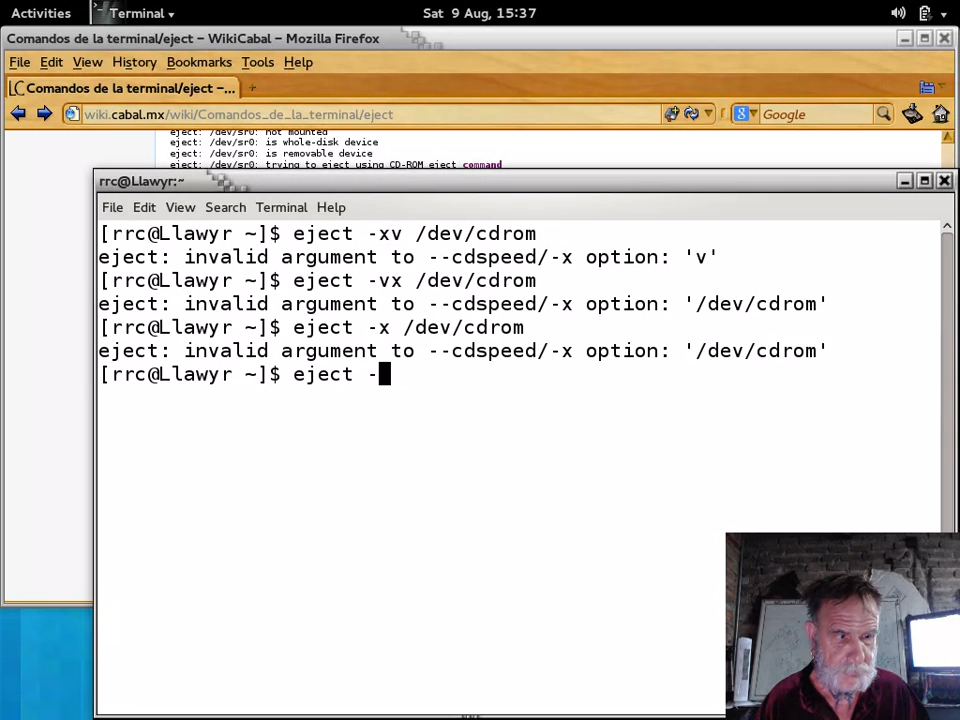 Activities Terminal Sat 9 Aug, 15:37
Comandos de la terminal/eject – WikiCabal – Mozilla Firefox
File Edit View History Bookmarks Tools Help
Comandos de la terminal/eject –...
wiki.cabal.mx/wiki/Comandos_de_la_terminal/eject Google
eject: /dev/sr0: not mounted
eject: /dev/sr0: is whole-disk device
eject: /dev/sr0: is removable device
eject: /dev/sr0: trying to eject using CD-ROM eject command
rrc@Llawyr:~
File Edit View Search Terminal Help
[rrc@Llawyr ~]$ eject -xv /dev/cdrom
eject: invalid argument to --cdspeed/-x option: 'v'
[rrc@Llawyr ~]$ eject -vx /dev/cdrom
eject: invalid argument to --cdspeed/-x option: '/dev/cdrom'
[rrc@Llawyr ~]$ eject -x /dev/cdrom
eject: invalid argument to --cdspeed/-x option: '/dev/cdrom'
[rrc@Llawyr ~]$ eject -